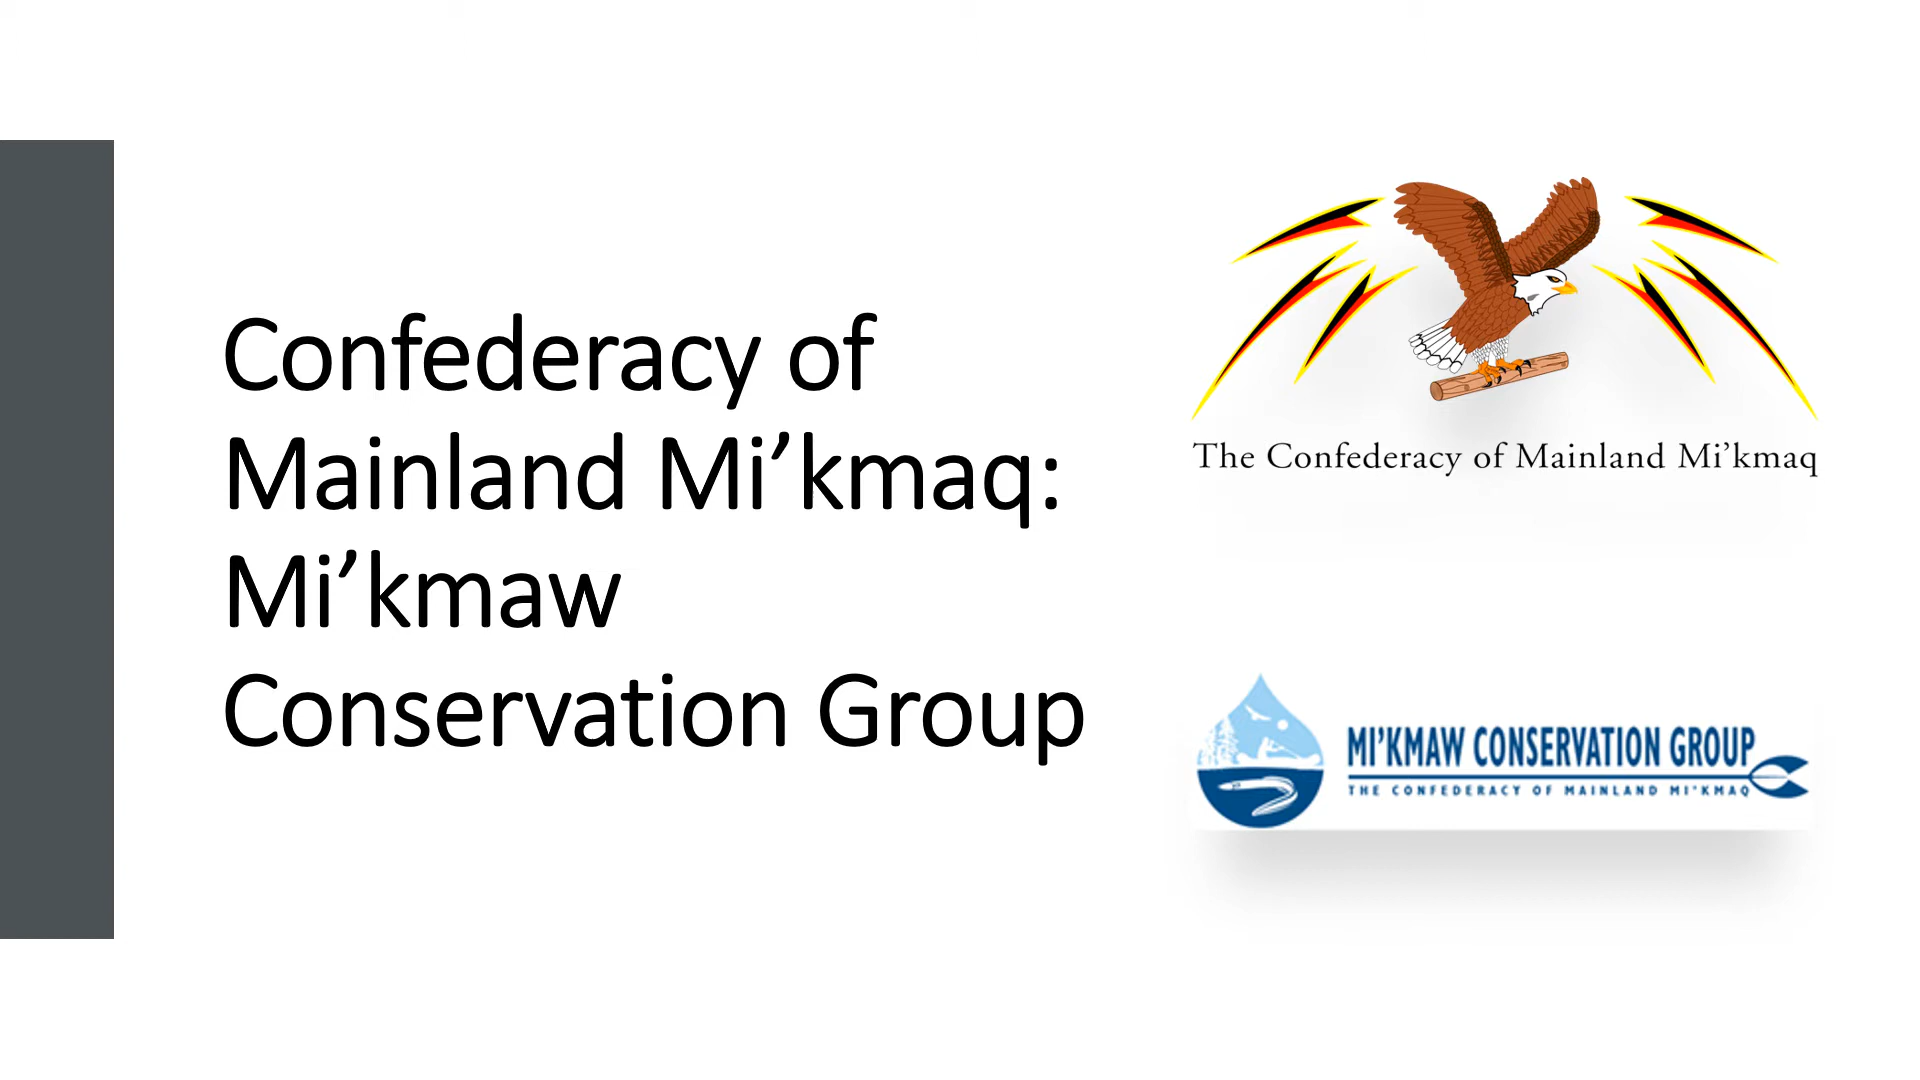 Confederacy of
Mainland Mi’kmaq:
Mi’kmaw
Conservation Group
The Confederacy of Mainland Mi’kmaq
MI’KMAW CONSERVATION GROUP
THE CONFEDERACY OF MAINLAND MI’KMAQ